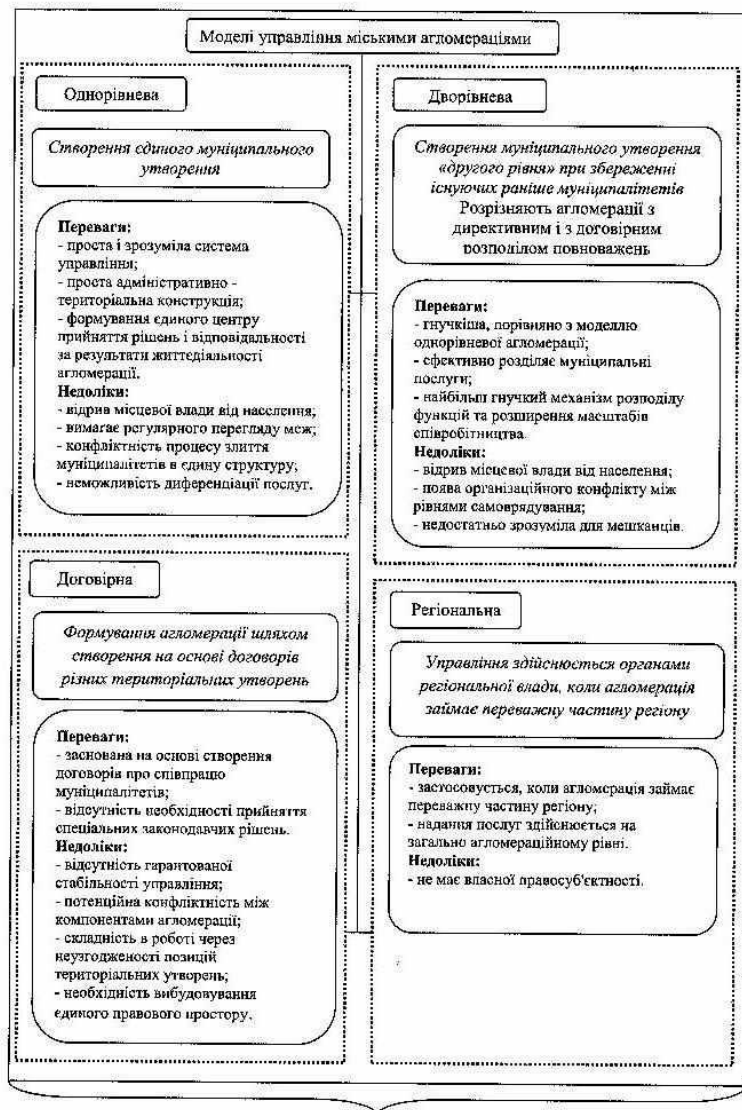 Моделі управління міськими агломераціями
Однорівнева
Створення єдиного муніципального
утворення
Переваги:
- проста і зрозуміла система
управління;
- проста адміністративно -
територіальна конструкція;
- формування єдиного центру
прийняття рішень і відповідальності
за результати життєдіяльності
агломерації.
Недоліки:
- відрив місцевої влади від населення;
- вимагає регулярного перегляду меж;
- конфліктність процесу злиття
муніципалітетів в єдину структуру;
- неможливість диференціації послуг.
Дворівнева
Створення муніципального утворення
«другого рівня» при збереженні
існуючих раніше муніципалітетів
Розрізняють агломерації з
директивним і з договірним
розподілом повноважень
Переваги:
- гнучкіша, порівняно з моделлю
однорівневої агломерації;
- ефективно розділяє муніципальні
послуги;
- найбільш гнучкий механізм розподілу
функцій та розширення масштабів
співробітництва.
Недоліки:
- відрив місцевої влади від населення;
- поява організаційного конфлікту між
рівнями самоврядування;
- недостатньо зрозуміла для мешканців.
Договірна
Формування агломерації шляхом
створення на основі договорів
різних територіальних утворень
Переваги:
- заснована на основі створення
договорів про співпрацю
муніципалітетів;
- відсутність необхідності прийняття
спеціальних законодавчих рішень.
Недоліки:
- відсутність гарантованої
стабільності управління;
- потенційна конфліктність між
компонентами агломерації;
- складність в роботі через
неузгодженості позицій
територіальних утворень;
- необхідність вибудовування
єдиного правового простору.
Регіональна
Управління здійснюється органами
регіональної влади, коли агломерація
займає переважну частину регіону
Переваги:
- застосовується, коли агломерація займає
переважну частину регіону;
- надання послуг здійснюється на
загально агломераційному рівні.
Недоліки:
- не має власної правосуб'єктності.